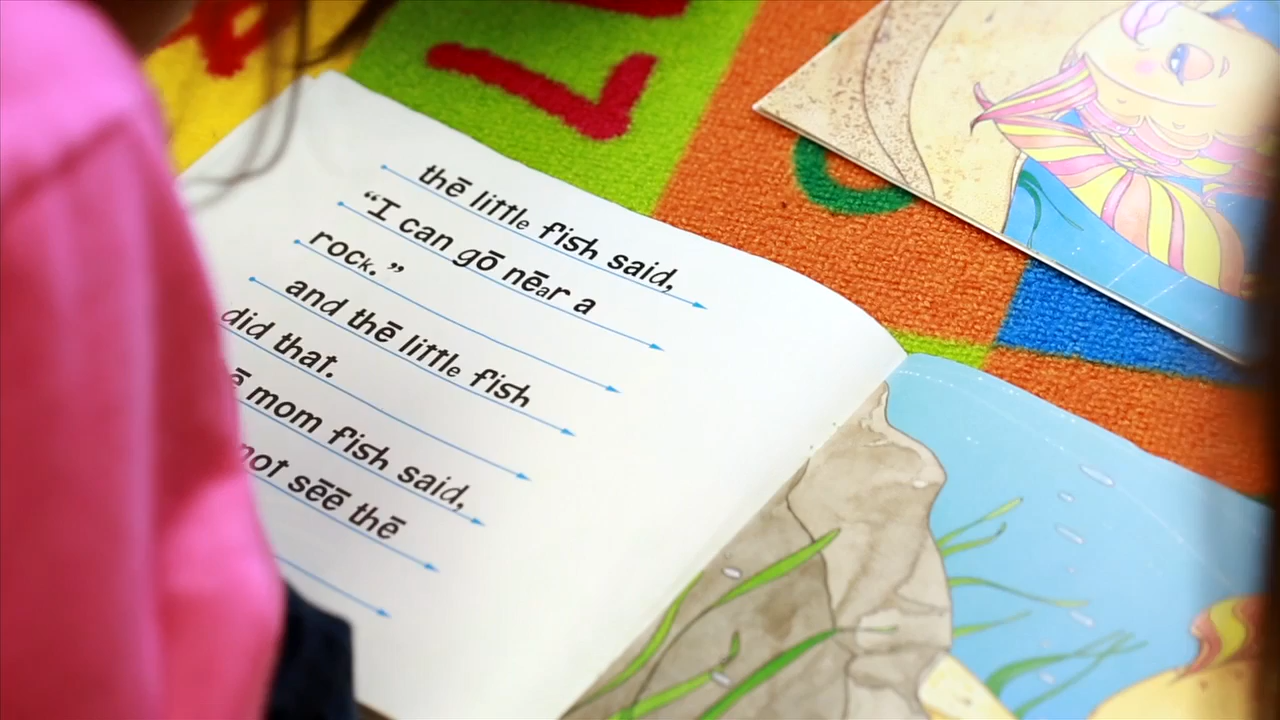 thē little fish said,
“I can gō nēar a
rock.”
and thē little fish
did that.
mom fish said,
not sēē thē